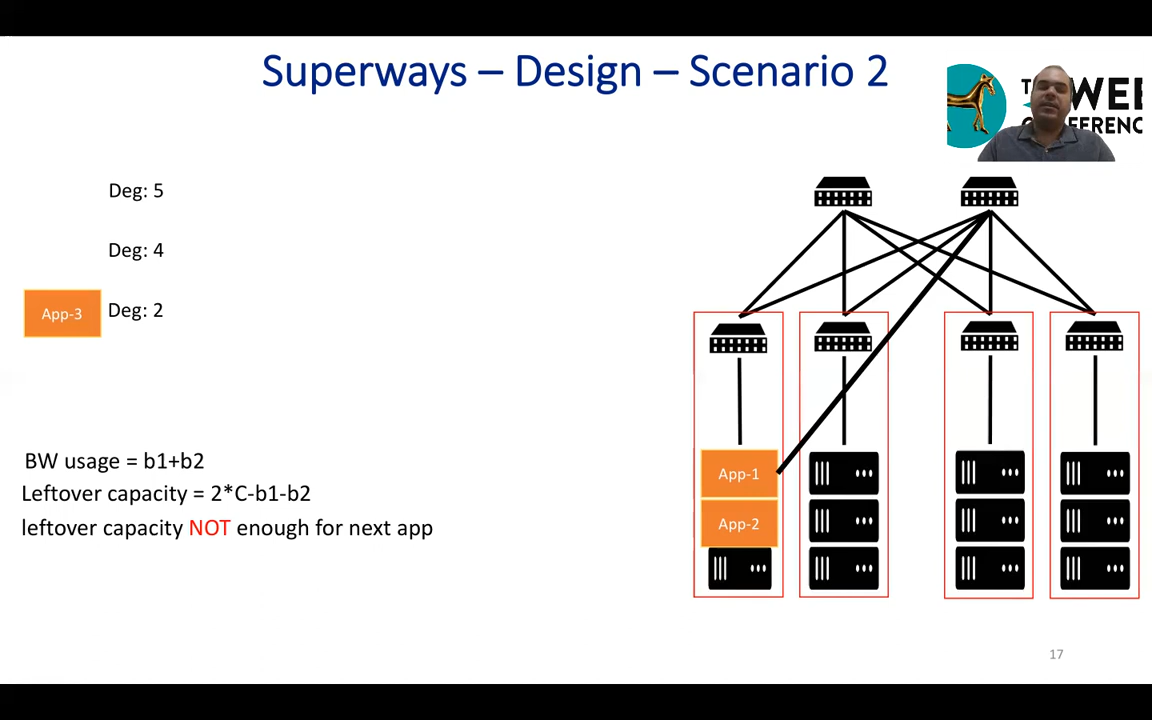 Superways – Design – Scenario 2
Deg: 5
Deg: 4
App-3
Deg: 2
BW usage = b1+b2
Leftover capacity = 2*C-b1-b2
leftover capacity NOT enough for next app
App-1
App-2
17